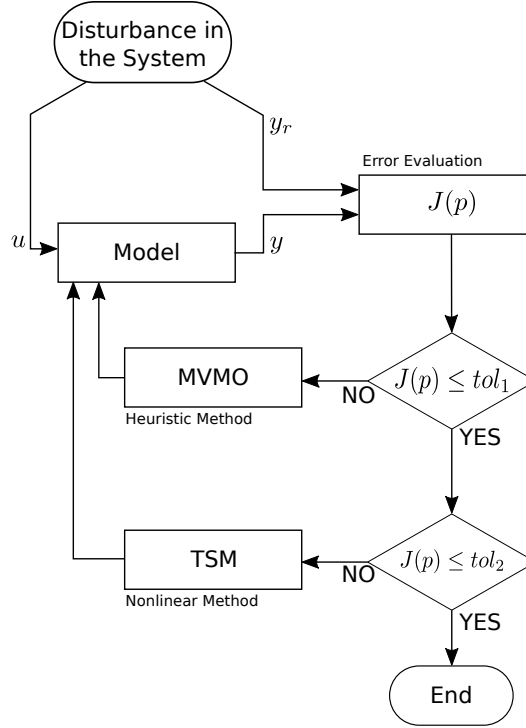 Disturbance in
the System
y_r
Error Evaluation
J(p)
u
Model
y
MVMO
Heuristic Method
NO
J(p) ≤ tol_1
YES
TSM
Nonlinear Method
NO
J(p) ≤ tol_2
YES
End